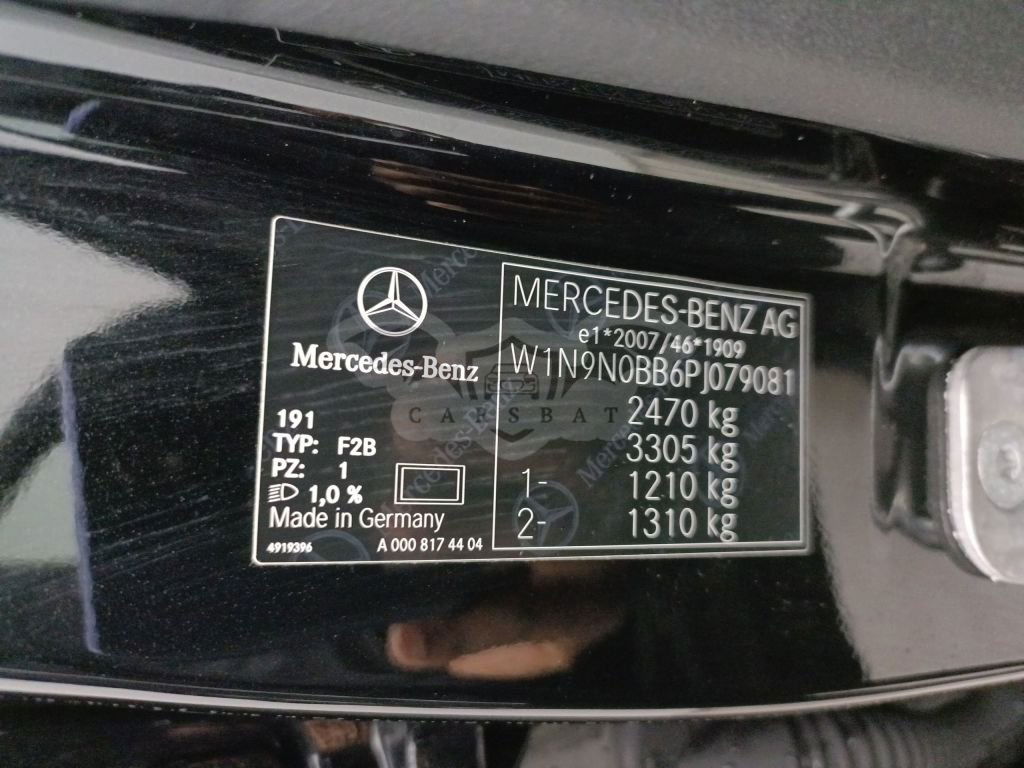 Mercedes-Benz
191
TYP: F2B
PZ: 1
1,0 %
Made in Germany
4919396 A 000 817 44 04
MERCEDES-BENZ AG
e1*2007/46*1909
W1N9N0BB6PJ079081
2470 kg
3305 kg
1- 1210 kg
2- 1310 kg
CARSBAT